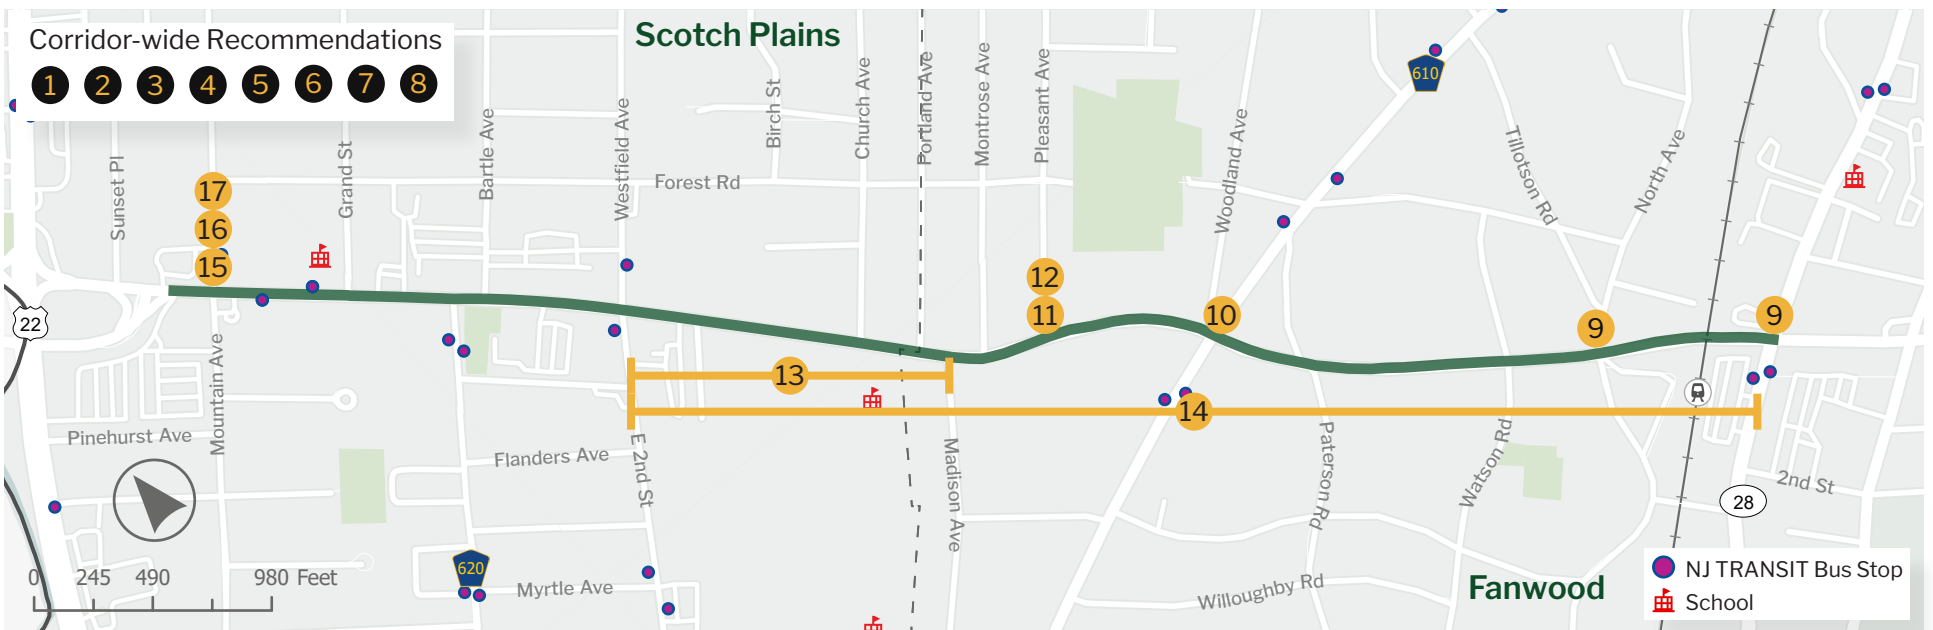 Corridor-wide Recommendations
1 2 3 4 5 6 7 8
Scotch Plains
610
Sunset Pl
Grand St
Bartle Ave
Westfield Ave
Birch St
Church Ave
Portland Ave
Montrose Ave
Pleasant Ave
Woodland Ave
Tillotson Rd
North Ave
Forest Rd
17
16
15
12
11
10
9
9
22
13
14
Mountain Ave
Pinehurst Ave
Flanders Ave
E 2nd St
Madison Ave
Paterson Rd
Watson Rd
2nd St
28
620
Myrtle Ave
Willoughby Rd
Fanwood
0 245 490 980 Feet
NJ TRANSIT Bus Stop
School